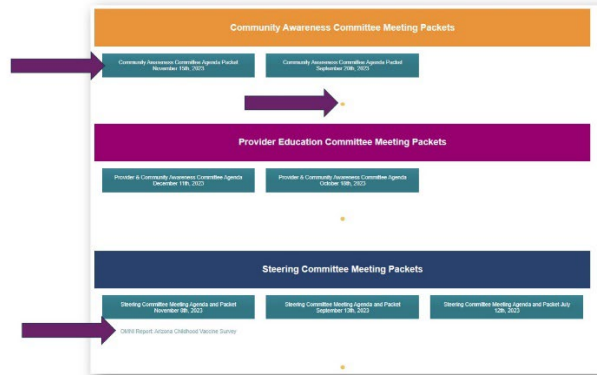 Community Awareness Committee Meeting Packets
Community Awareness Committee Agenda Packet
November 15th, 2023
Community Awareness Committee Agenda Packet
September 20th, 2023
Provider Education Committee Meeting Packets
Provider & Community Awareness Committee Agenda
December 11th, 2023
Provider & Community Awareness Committee Agenda
October 18th, 2023
Steering Committee Meeting Packets
Steering Committee Meeting Agenda and Packet
November 8th, 2023
Steering Committee Meeting Agenda and Packet
September 13th, 2023
Steering Committee Meeting Agenda and Packet July
12th, 2023
Report: Arizona Childhood Vaccine Survey